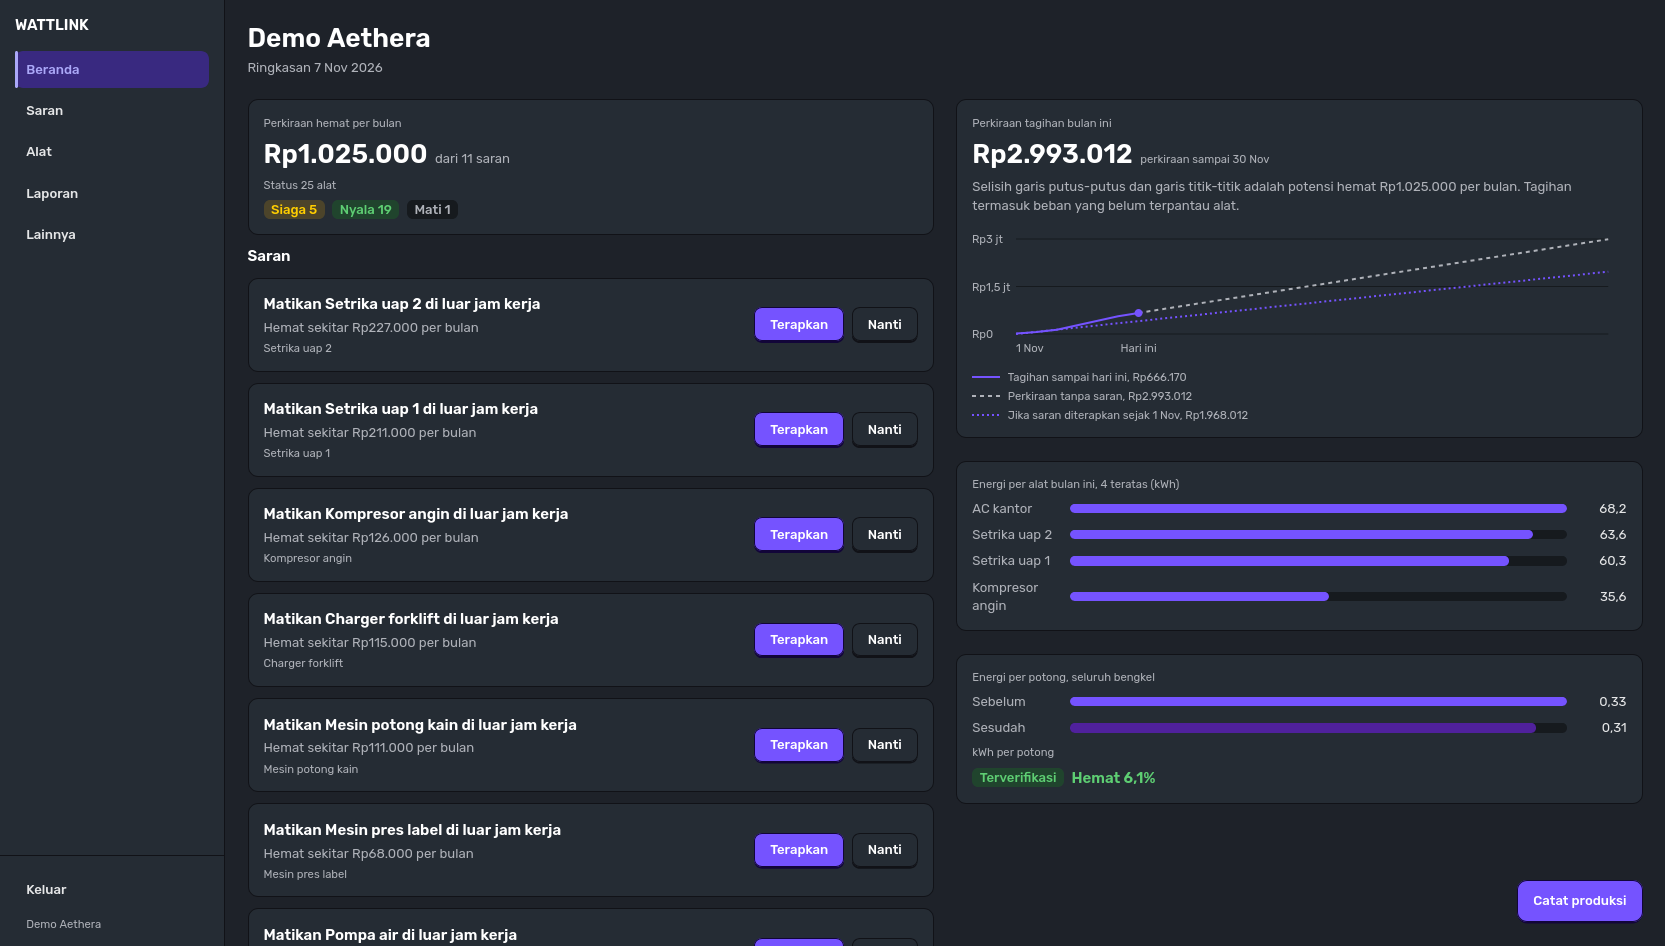 WATTLINK
Beranda
Saran
Alat
Laporan
Lainnya
Keluar
Demo Aethera
Demo Aethera
Ringkasan 7 Nov 2026
Perkiraan hemat per bulan
Rp1.025.000 dari 11 saran
Status 25 alat
Siaga 5 Nyala 19 Mati 1
Saran
Matikan Setrika uap 2 di luar jam kerja
Hemat sekitar Rp227.000 per bulan
Setrika uap 2
Terapkan Nanti
Matikan Setrika uap 1 di luar jam kerja
Hemat sekitar Rp211.000 per bulan
Setrika uap 1
Terapkan Nanti
Matikan Kompresor angin di luar jam kerja
Hemat sekitar Rp126.000 per bulan
Kompresor angin
Terapkan Nanti
Matikan Charger forklift di luar jam kerja
Hemat sekitar Rp115.000 per bulan
Charger forklift
Terapkan Nanti
Matikan Mesin potong kain di luar jam kerja
Hemat sekitar Rp111.000 per bulan
Mesin potong kain
Terapkan Nanti
Matikan Mesin pres label di luar jam kerja
Hemat sekitar Rp68.000 per bulan
Mesin pres label
Terapkan Nanti
Matikan Pompa air di luar jam kerja
Perkiraan tagihan bulan ini
Rp2.993.012 perkiraan sampai 30 Nov
Selisih garis putus-putus dan garis titik-titik adalah potensi hemat Rp1.025.000 per bulan. Tagihan
termasuk beban yang belum terpantau alat.
Rp3 jt
Rp1,5 jt
Rp0
1 Nov Hari ini
Tagihan sampai hari ini, Rp666.170
Perkiraan tanpa saran, Rp2.993.012
Jika saran diterapkan sejak 1 Nov, Rp1.968.012
Energi per alat bulan ini, 4 teratas (kWh)
AC kantor 68,2
Setrika uap 2 63,6
Setrika uap 1 60,3
Kompresor
angin 35,6
Energi per potong, seluruh bengkel
Sebelum 0,33
Sesudah 0,31
kWh per potong
Terverifikasi Hemat 6,1%
Catat produksi